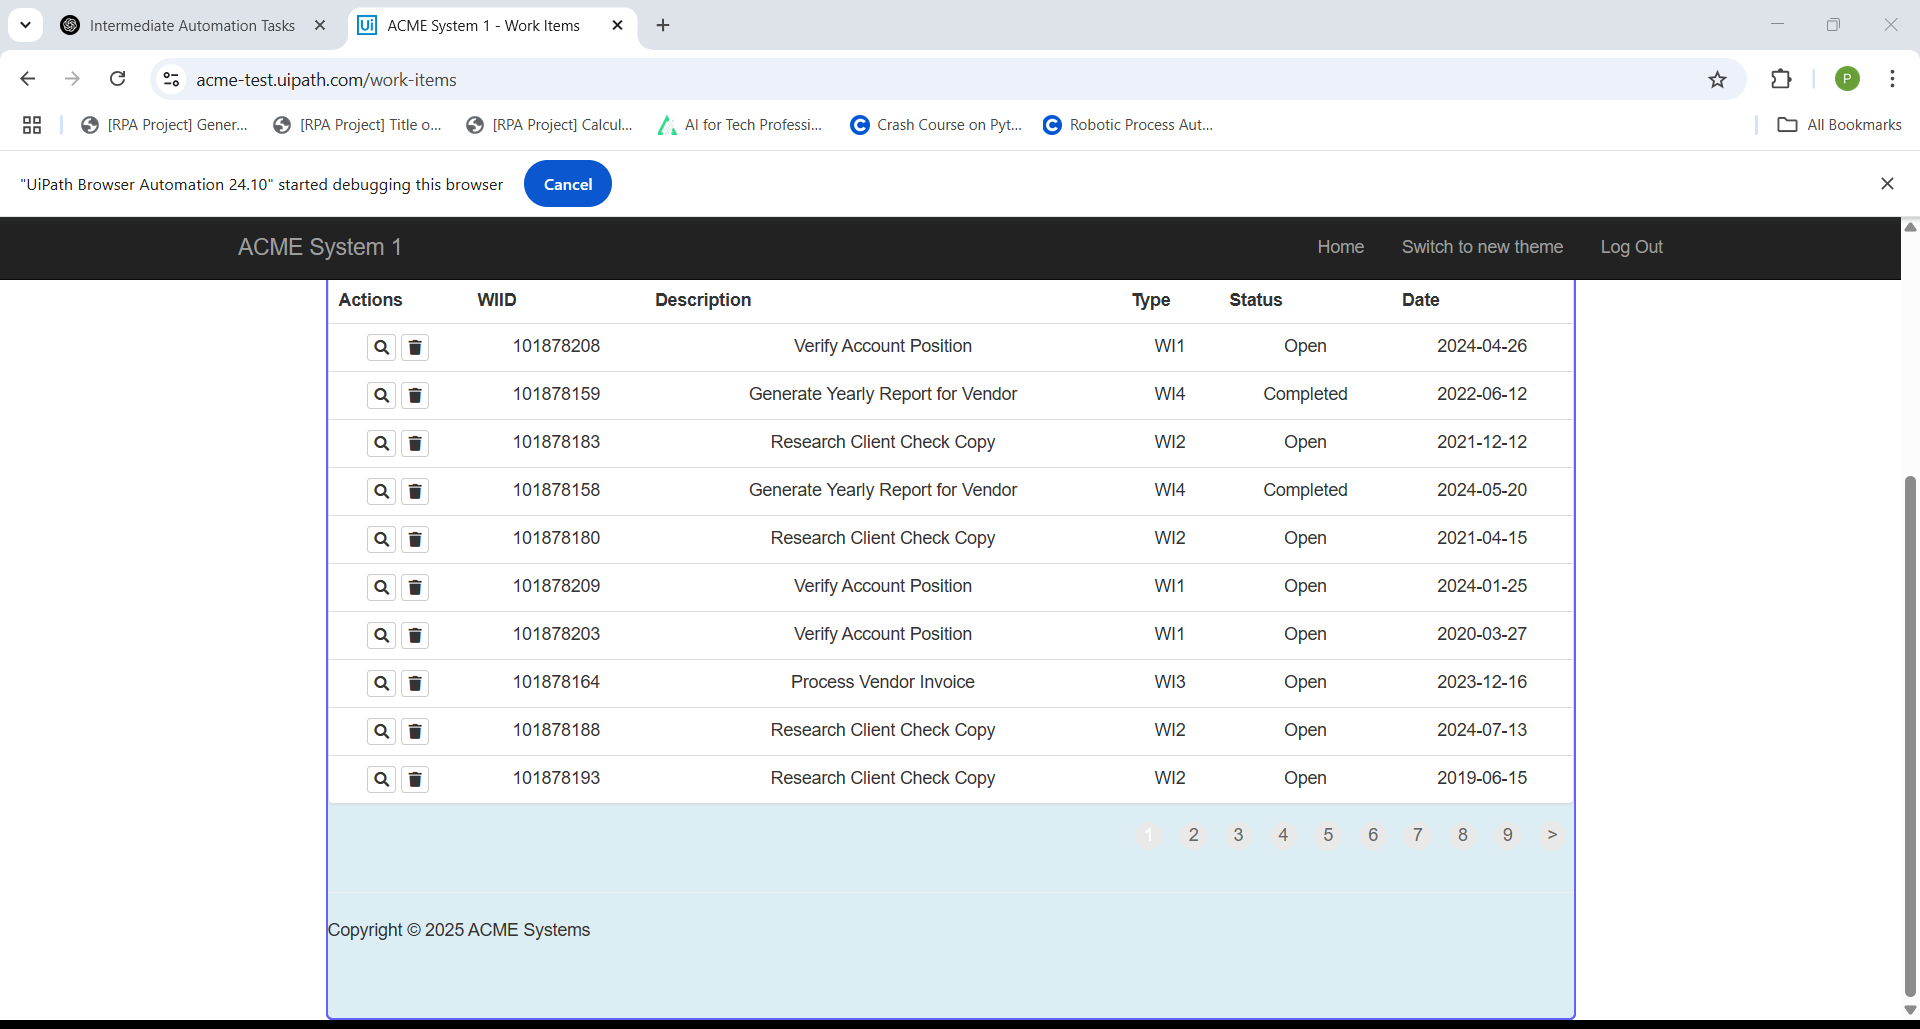 Intermediate Automation Tasks
ACME System 1 - Work Items
acme-test.uipath.com/work-items
P
[RPA Project] Gener...
[RPA Project] Title o...
[RPA Project] Calcul...
AI for Tech Professi...
Crash Course on Pyt...
Robotic Process Aut...
All Bookmarks
"UiPath Browser Automation 24.10" started debugging this browser
Cancel
ACME System 1
Home
Switch to new theme
Log Out
Actions WIID Description Type Status Date
101878208 Verify Account Position WI1 Open 2024-04-26
101878159 Generate Yearly Report for Vendor WI4 Completed 2022-06-12
101878183 Research Client Check Copy WI2 Open 2021-12-12
101878158 Generate Yearly Report for Vendor WI4 Completed 2024-05-20
101878180 Research Client Check Copy WI2 Open 2021-04-15
101878209 Verify Account Position WI1 Open 2024-01-25
101878203 Verify Account Position WI1 Open 2020-03-27
101878164 Process Vendor Invoice WI3 Open 2023-12-16
101878188 Research Client Check Copy WI2 Open 2024-07-13
101878193 Research Client Check Copy WI2 Open 2019-06-15
1 2 3 4 5 6 7 8 9 >
Copyright © 2025 ACME Systems